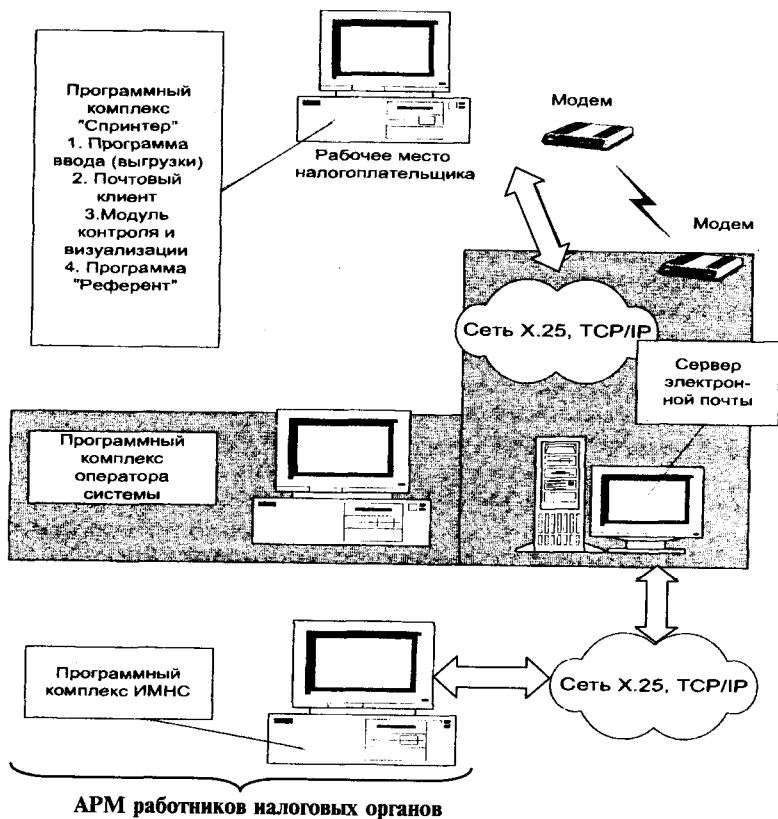 Программный
комплекс
"Спринтер"
1. Программа
ввода (выгрузки)
2. Почтовый
клиент
3.Модуль
контроля и
визуализации
4. Программа
"Референт"
Рабочее место
налогоплательщика
Модем
Модем
Сеть X.25, TCP/IP
Сервер
электрон-
ной почты
Программный
комплекс
оператора
системы
Программный
комплекс ИМНС
Сеть X.25, TCP/IP
АРМ работников налоговых органов